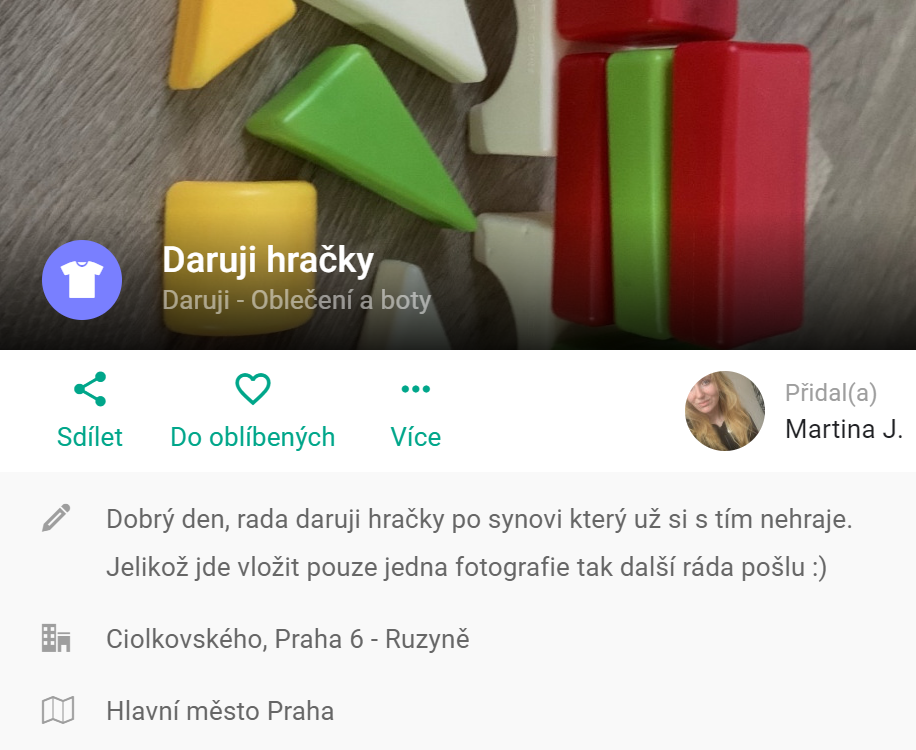 Daruji hračky
Daruji - Oblečení a boty
Sdílet
Do oblíbených
Více
Přidal(a)
Martina J.
Dobrý den, rada daruji hračky po synovi který už si s tím nehraje.
Jelikož jde vložit pouze jedna fotografie tak další ráda pošlu :)
Ciolkovského, Praha 6 - Ruzyně
Hlavní město Praha